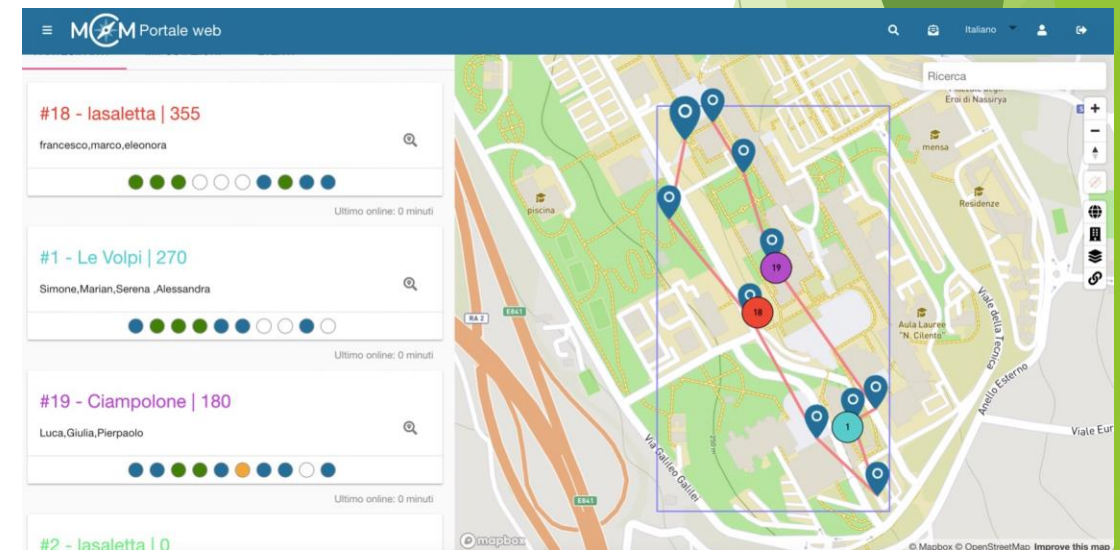 MCM Portale web
Italiano
#18 - lasaletta | 355
francesco,marco,eleonora
Ultimo online: 0 minuti
#1 - Le Volpi | 270
Simone,Marian,Serena ,Alessandra
Ultimo online: 0 minuti
#19 - Ciampolone | 180
Luca,Giulia,Pierpaolo
Ultimo online: 0 minuti
#2 - lasaletta | 0
Ricerca
Eroi di Nassirya
mensa
Residenze
piscina
19
18
RA 2
E841
Aula Lauree
"N. Cilento"
Viale della Tecnica
Anello Esterno
1
Viale Eur
Via Galileo Galilei
250 m
E841
mapbox
© Mapbox © OpenStreetMap Improve this map